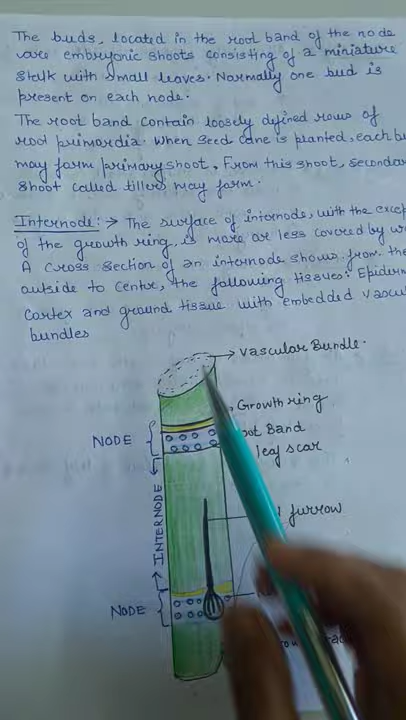 The buds, located in the root band of the node
are embryonic shoots consisting of a miniature
stalk with small leaves. Normally one bud is
present on each node.
The root band contain loosely defined rows of
root primordia. When seed cane is planted, each
may form primary shoot. From this shoot,
shoot called tillers may form.
Internode:→ The surface of internode, with the
of the growth ring, is more or less covered by
A cross section of an internode shows, from the
outside to centre, the following tissues:
Cortex and ground tissue with embedded
bundles
Vascular Bundle.
Growth ring
NODE
Band
leaf scar
INTERNODE
furrow
NODE